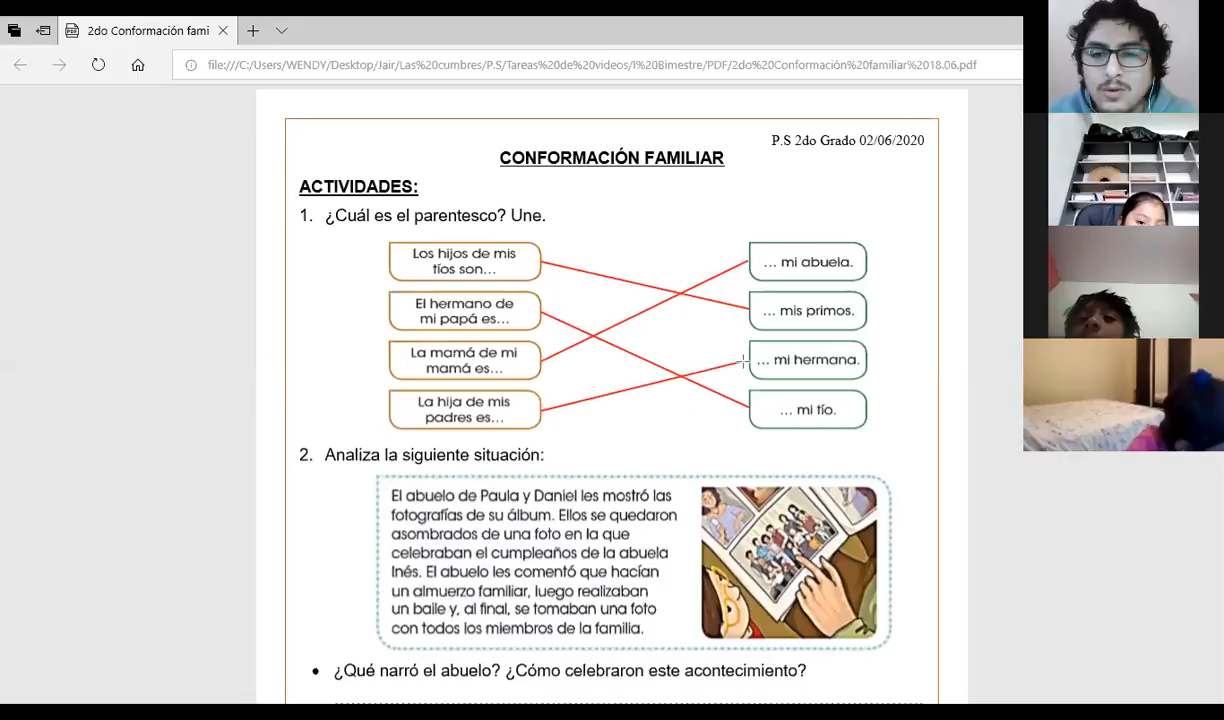 2do Conformación fami
file:///C:/Users/WENDY/Desktop/Jair/Las%20cumbres/P.S/Tareas%20de%20videos/I%20Bimestre/PDF/2do%20Conformación%20familiar%2018.06.pdf
P.S 2do Grado 02/06/2020
CONFORMACIÓN FAMILIAR
ACTIVIDADES:
1. ¿Cuál es el parentesco? Une.
Los hijos de mis
tíos son...
... mi abuela.
El hermano de
mi papá es...
... mis primos.
La mamá de mi
mamá es...
... mi hermana.
La hija de mis
padres es...
... mi tío.
2. Analiza la siguiente situación:
El abuelo de Paula y Daniel les mostró las
fotografías de su álbum. Ellos se quedaron
asombrados de una foto en la que
celebraban el cumpleaños de la abuela
Inés. El abuelo les comentó que hacían
un almuerzo familiar, luego realizaban
un baile y, al final, se tomaban una foto
con todos los miembros de la familia.
• ¿Qué narró el abuelo? ¿Cómo celebraron este acontecimiento?